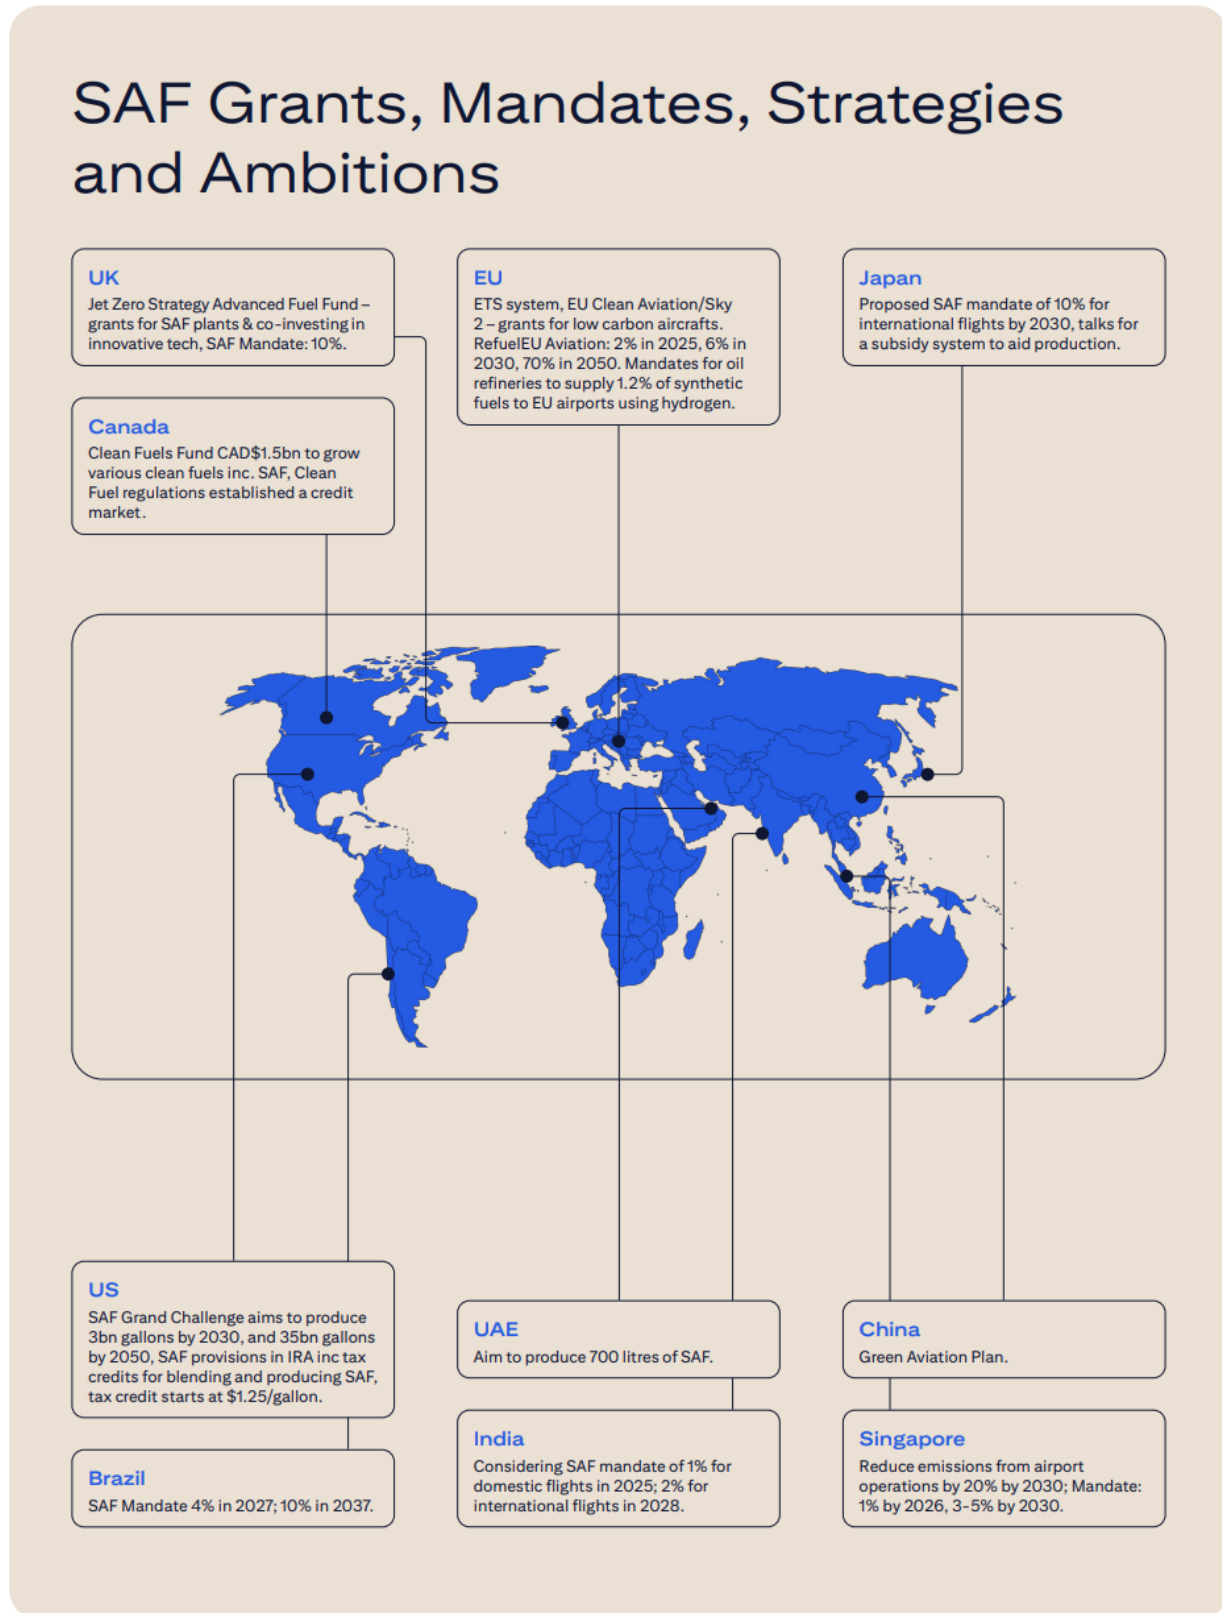 SAF Grants, Mandates, Strategies
and Ambitions
UK
Jet Zero Strategy Advanced Fuel Fund –
grants for SAF plants & co-investing in
innovative tech, SAF Mandate: 10%.
EU
ETS system, EU Clean Aviation/Sky
2 – grants for low carbon aircrafts.
RefuelEU Aviation: 2% in 2025, 6% in
2030, 70% in 2050. Mandates for oil
refineries to supply 1.2% of synthetic
fuels to EU airports using hydrogen.
Japan
Proposed SAF mandate of 10% for
international flights by 2030, talks for
a subsidy system to aid production.
Canada
Clean Fuels Fund CAD$1.5bn to grow
various clean fuels inc. SAF, Clean
Fuel regulations established a credit
market.
US
SAF Grand Challenge aims to produce
3bn gallons by 2030, and 35bn gallons
by 2050, SAF provisions in IRA inc tax
credits for blending and producing SAF,
tax credit starts at $1.25/gallon.
Brazil
SAF Mandate 4% in 2027; 10% in 2037.
UAE
Aim to produce 700 litres of SAF.
India
Considering SAF mandate of 1% for
domestic flights in 2025; 2% for
international flights in 2028.
China
Green Aviation Plan.
Singapore
Reduce emissions from airport
operations by 20% by 2030; Mandate:
1% by 2026, 3-5% by 2030.